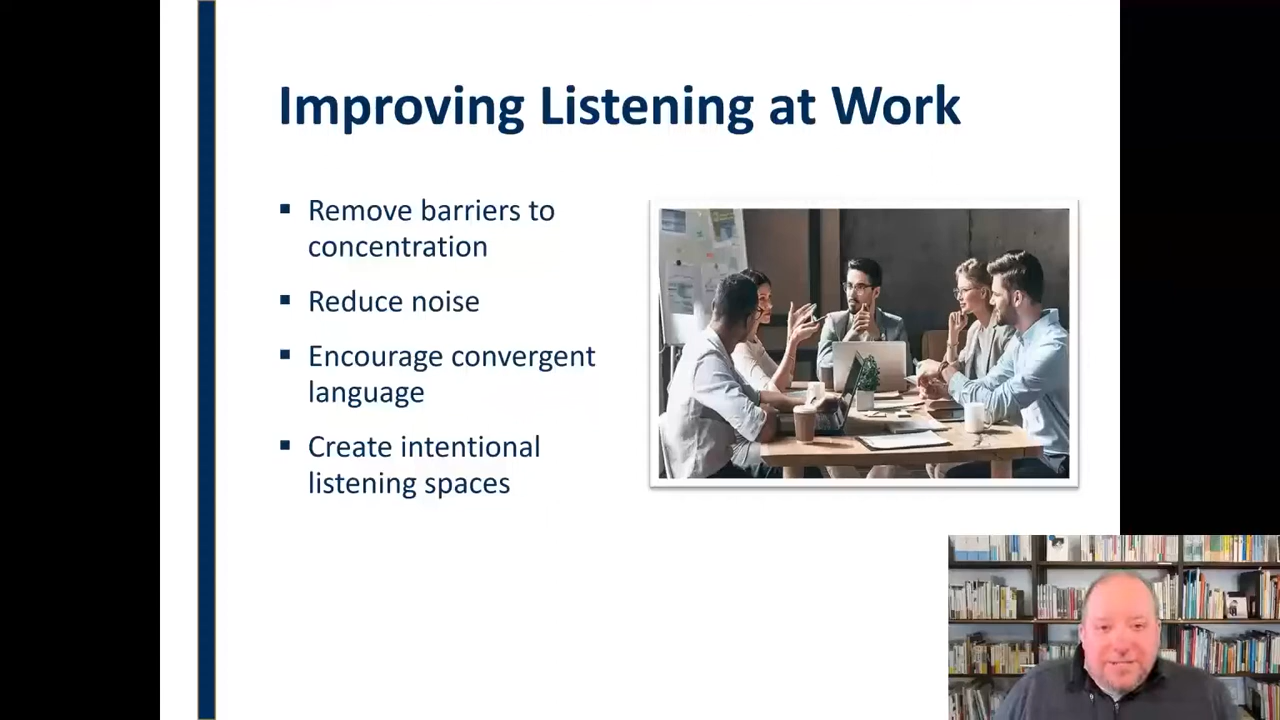 Improving Listening at Work
▪ Remove barriers to
concentration
▪ Reduce noise
▪ Encourage convergent
language
▪ Create intentional
listening spaces